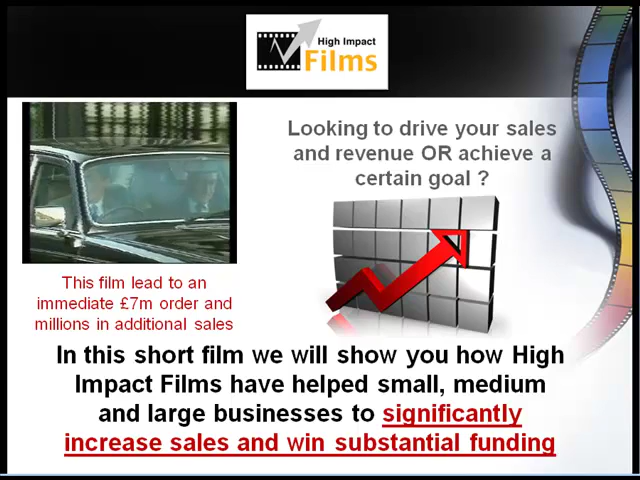 High Impact
Films
Looking to drive your sales
and revenue OR achieve a
certain goal ?
This film lead to an
immediate £7m order and
millions in additional sales
In this short film we will show you how High
Impact Films have helped small, medium
and large businesses to significantly
increase sales and win substantial funding